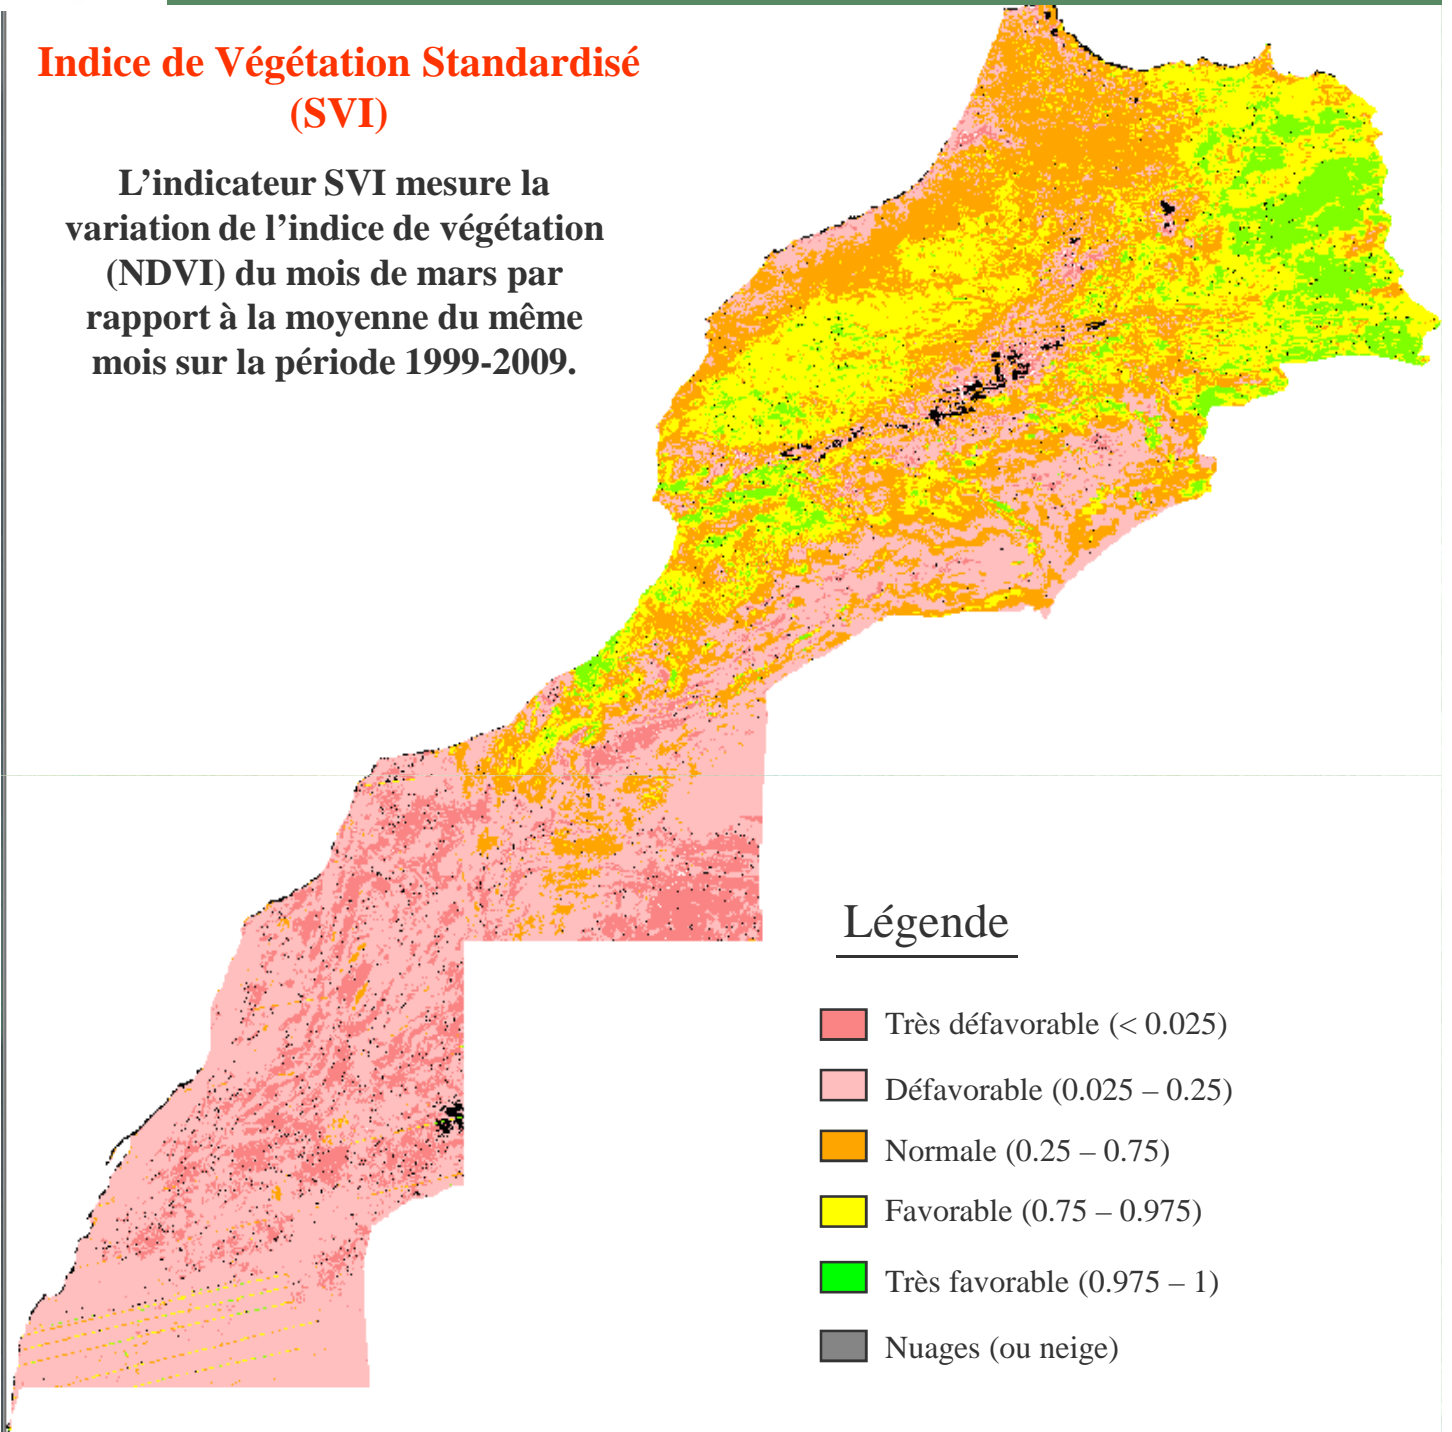 Indice de Végétation Standardisé
(SVI)
L’indicateur SVI mesure la
variation de l’indice de végétation
(NDVI) du mois de mars par
rapport à la moyenne du même
mois sur la période 1999-2009.
Légende
Très défavorable (< 0.025)
Défavorable (0.025 – 0.25)
Normale (0.25 – 0.75)
Favorable (0.75 – 0.975)
Très favorable (0.975 – 1)
Nuages (ou neige)